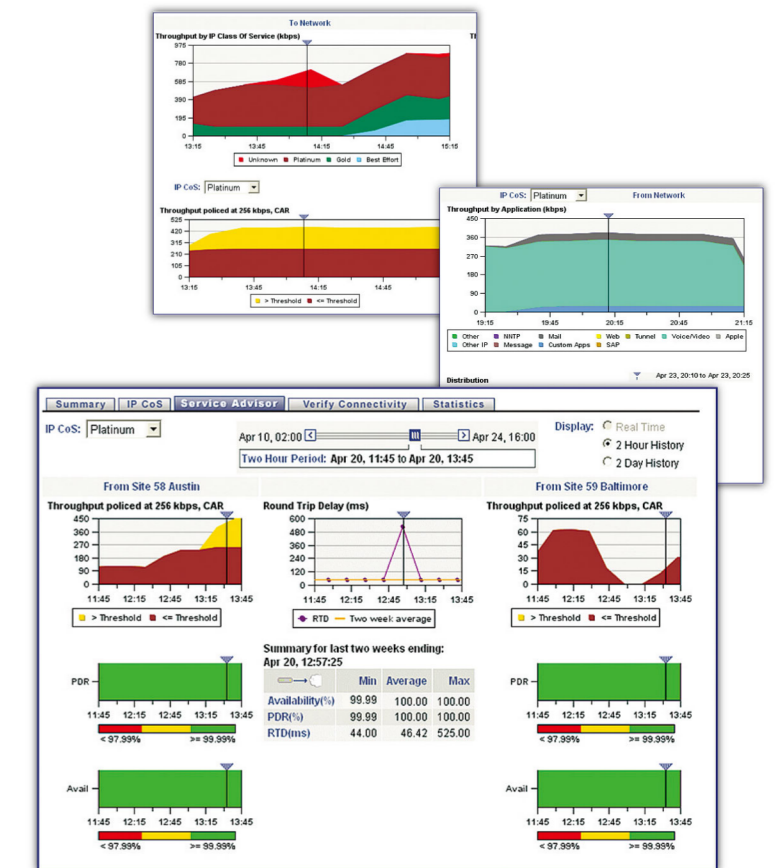 To Network
Throughput by IP Class Of Service (kbps)
Th
975
780
585
390
195
0
13:15 13:45 14:15 14:45 15:15
Unknown Platinum Gold Best Effort
IP CoS: Platinum
Throughput policed at 256 kbps, CAR
525
420
315
210
105
0
13:15 13:45 14:15 14:45
> Threshold <= Threshold
IP CoS: Platinum From Network
Throughput by Application (kbps)
450
360
270
180
90
0
19:15 19:45 20:15 20:45 21:15
Other NNTP Mail Web Tunnel Voice/Video Apple
Other IP Message Custom Apps SAP
Distribution
Apr 23, 20:10 to Apr 23, 20:25
Summary IP CoS Service Advisor Verify Connectivity Statistics
IP CoS: Platinum
Apr 10, 02:00 Apr 24, 16:00
Two Hour Period: Apr 20, 11:45 to Apr 20, 13:45
Display: Real Time
2 Hour History
2 Day History
From Site 58 Austin
Throughput policed at 256 kbps, CAR
450
360
270
180
90
0
11:45 12:15 12:45 13:15 13:45
> Threshold <= Threshold
Round Trip Delay (ms)
600
480
360
240
120
0
11:45 12:15 12:45 13:15 13:45
RTD Two week average
From Site 59 Baltimore
Throughput policed at 256 kbps, CAR
75
60
45
30
15
0
11:45 12:15 12:45 13:15 13:45
> Threshold <= Threshold
PDR
11:45 12:15 12:45 13:15 13:45
< 97.99% >= 99.99%
Avail
11:45 12:15 12:45 13:15 13:45
< 97.99% >= 99.99%
Summary for last two weeks ending:
Apr 20, 12:57:25
Min Average Max
Availability(%) 99.99 100.00 100.00
PDR(%) 99.99 100.00 100.00
RTD(ms) 44.00 46.42 525.00
PDR
11:45 12:15 12:45 13:15 13:45
< 97.99% >= 99.99%
Avail
11:45 12:15 12:45 13:15 13:45
< 97.99% >= 99.99%